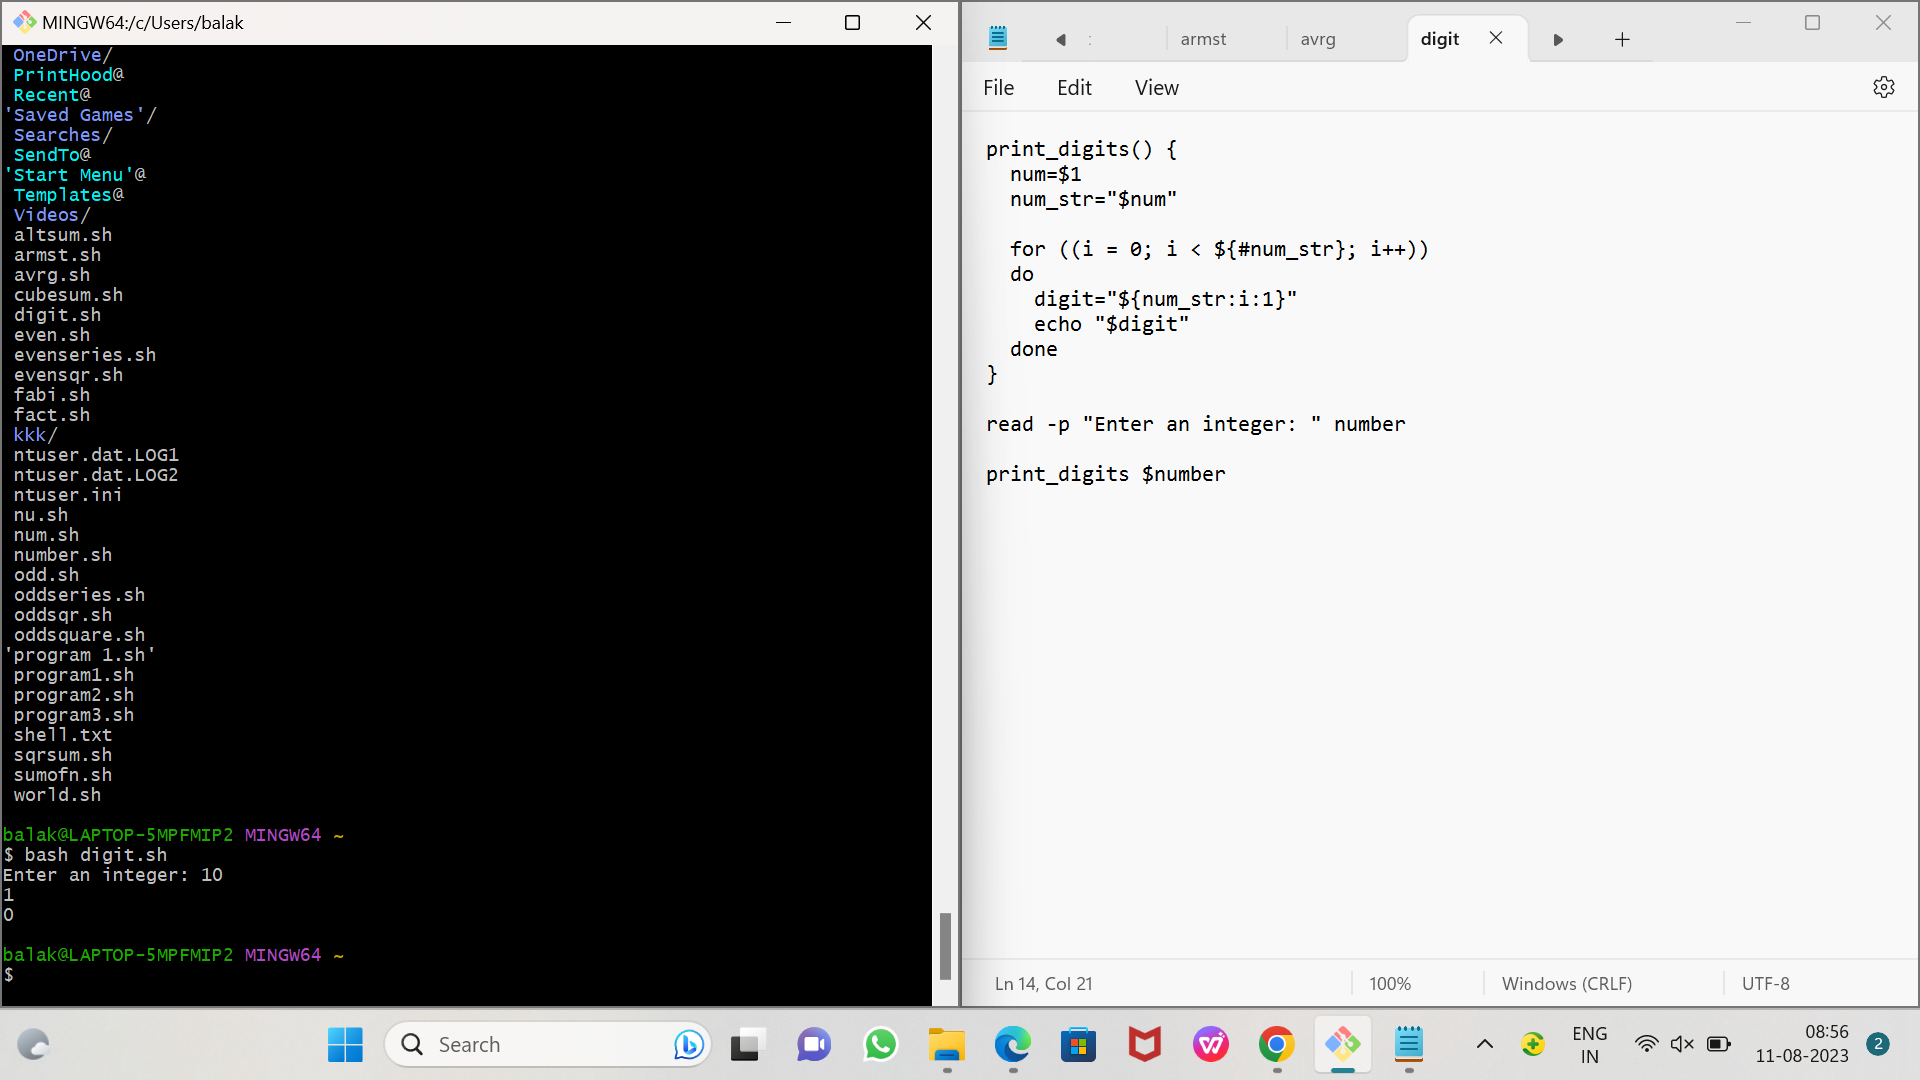 MINGW64:/c/Users/balak
OneDrive/
PrintHood@
Recent@
'Saved Games'/
Searches/
SendTo@
'Start Menu'@
Templates@
Videos/
altsum.sh
armst.sh
avrg.sh
cubesum.sh
digit.sh
even.sh
evenseries.sh
evensqr.sh
fabi.sh
fact.sh
kkk/
ntuser.dat.LOG1
ntuser.dat.LOG2
ntuser.ini
nu.sh
num.sh
number.sh
odd.sh
oddseries.sh
oddsqr.sh
oddsquare.sh
'program 1.sh'
program1.sh
program2.sh
program3.sh
shell.txt
sqrsum.sh
sumofn.sh
world.sh
balak@LAPTOP-5MPFMIP2 MINGW64 ~
$ bash digit.sh
Enter an integer: 10
1
0
balak@LAPTOP-5MPFMIP2 MINGW64 ~
$
: armst avrg digit
File Edit View
print_digits() {
num=$1
num_str="$num"
for ((i = 0; i < ${#num_str}; i++))
do
digit="${num_str:i:1}"
echo "$digit"
done
}
read -p "Enter an integer: " number
print_digits $number
Ln 14, Col 21 100% Windows (CRLF) UTF-8
Search
ENG
IN
08:56
11-08-2023
2